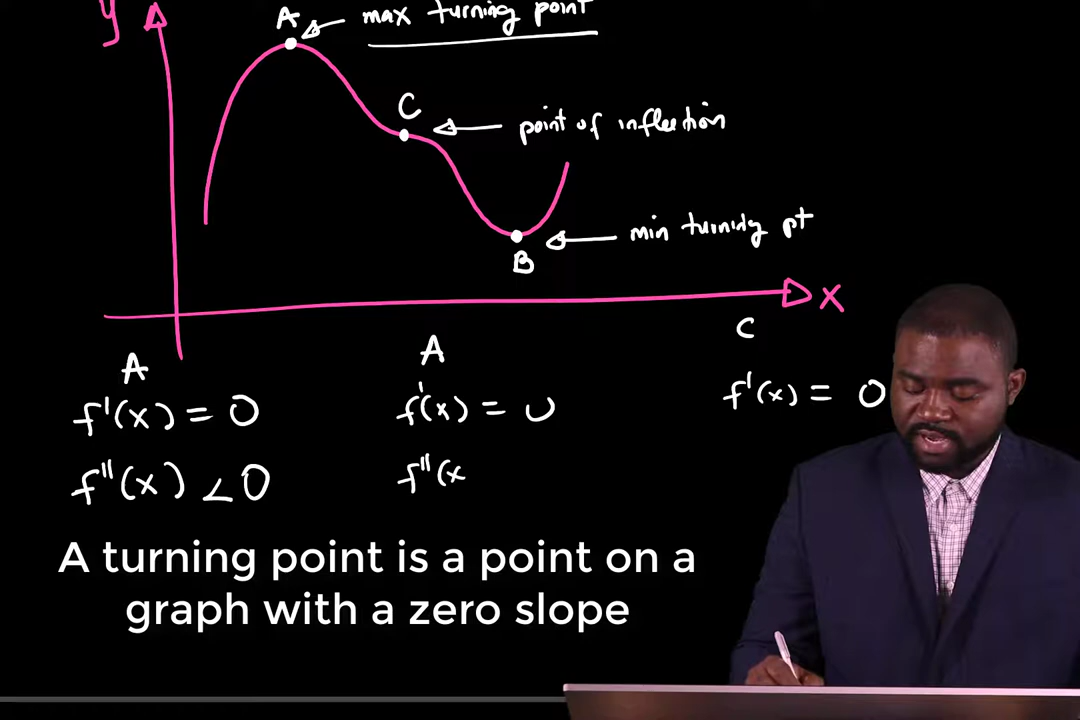 y
A
max turning point
C
point of inflection
min turning pt
B
x
A
A
C
f'(x) = 0
f'(x) = 0
f'(x) = 0
f''(x) < 0
f''(x
A turning point is a point on a
graph with a zero slope